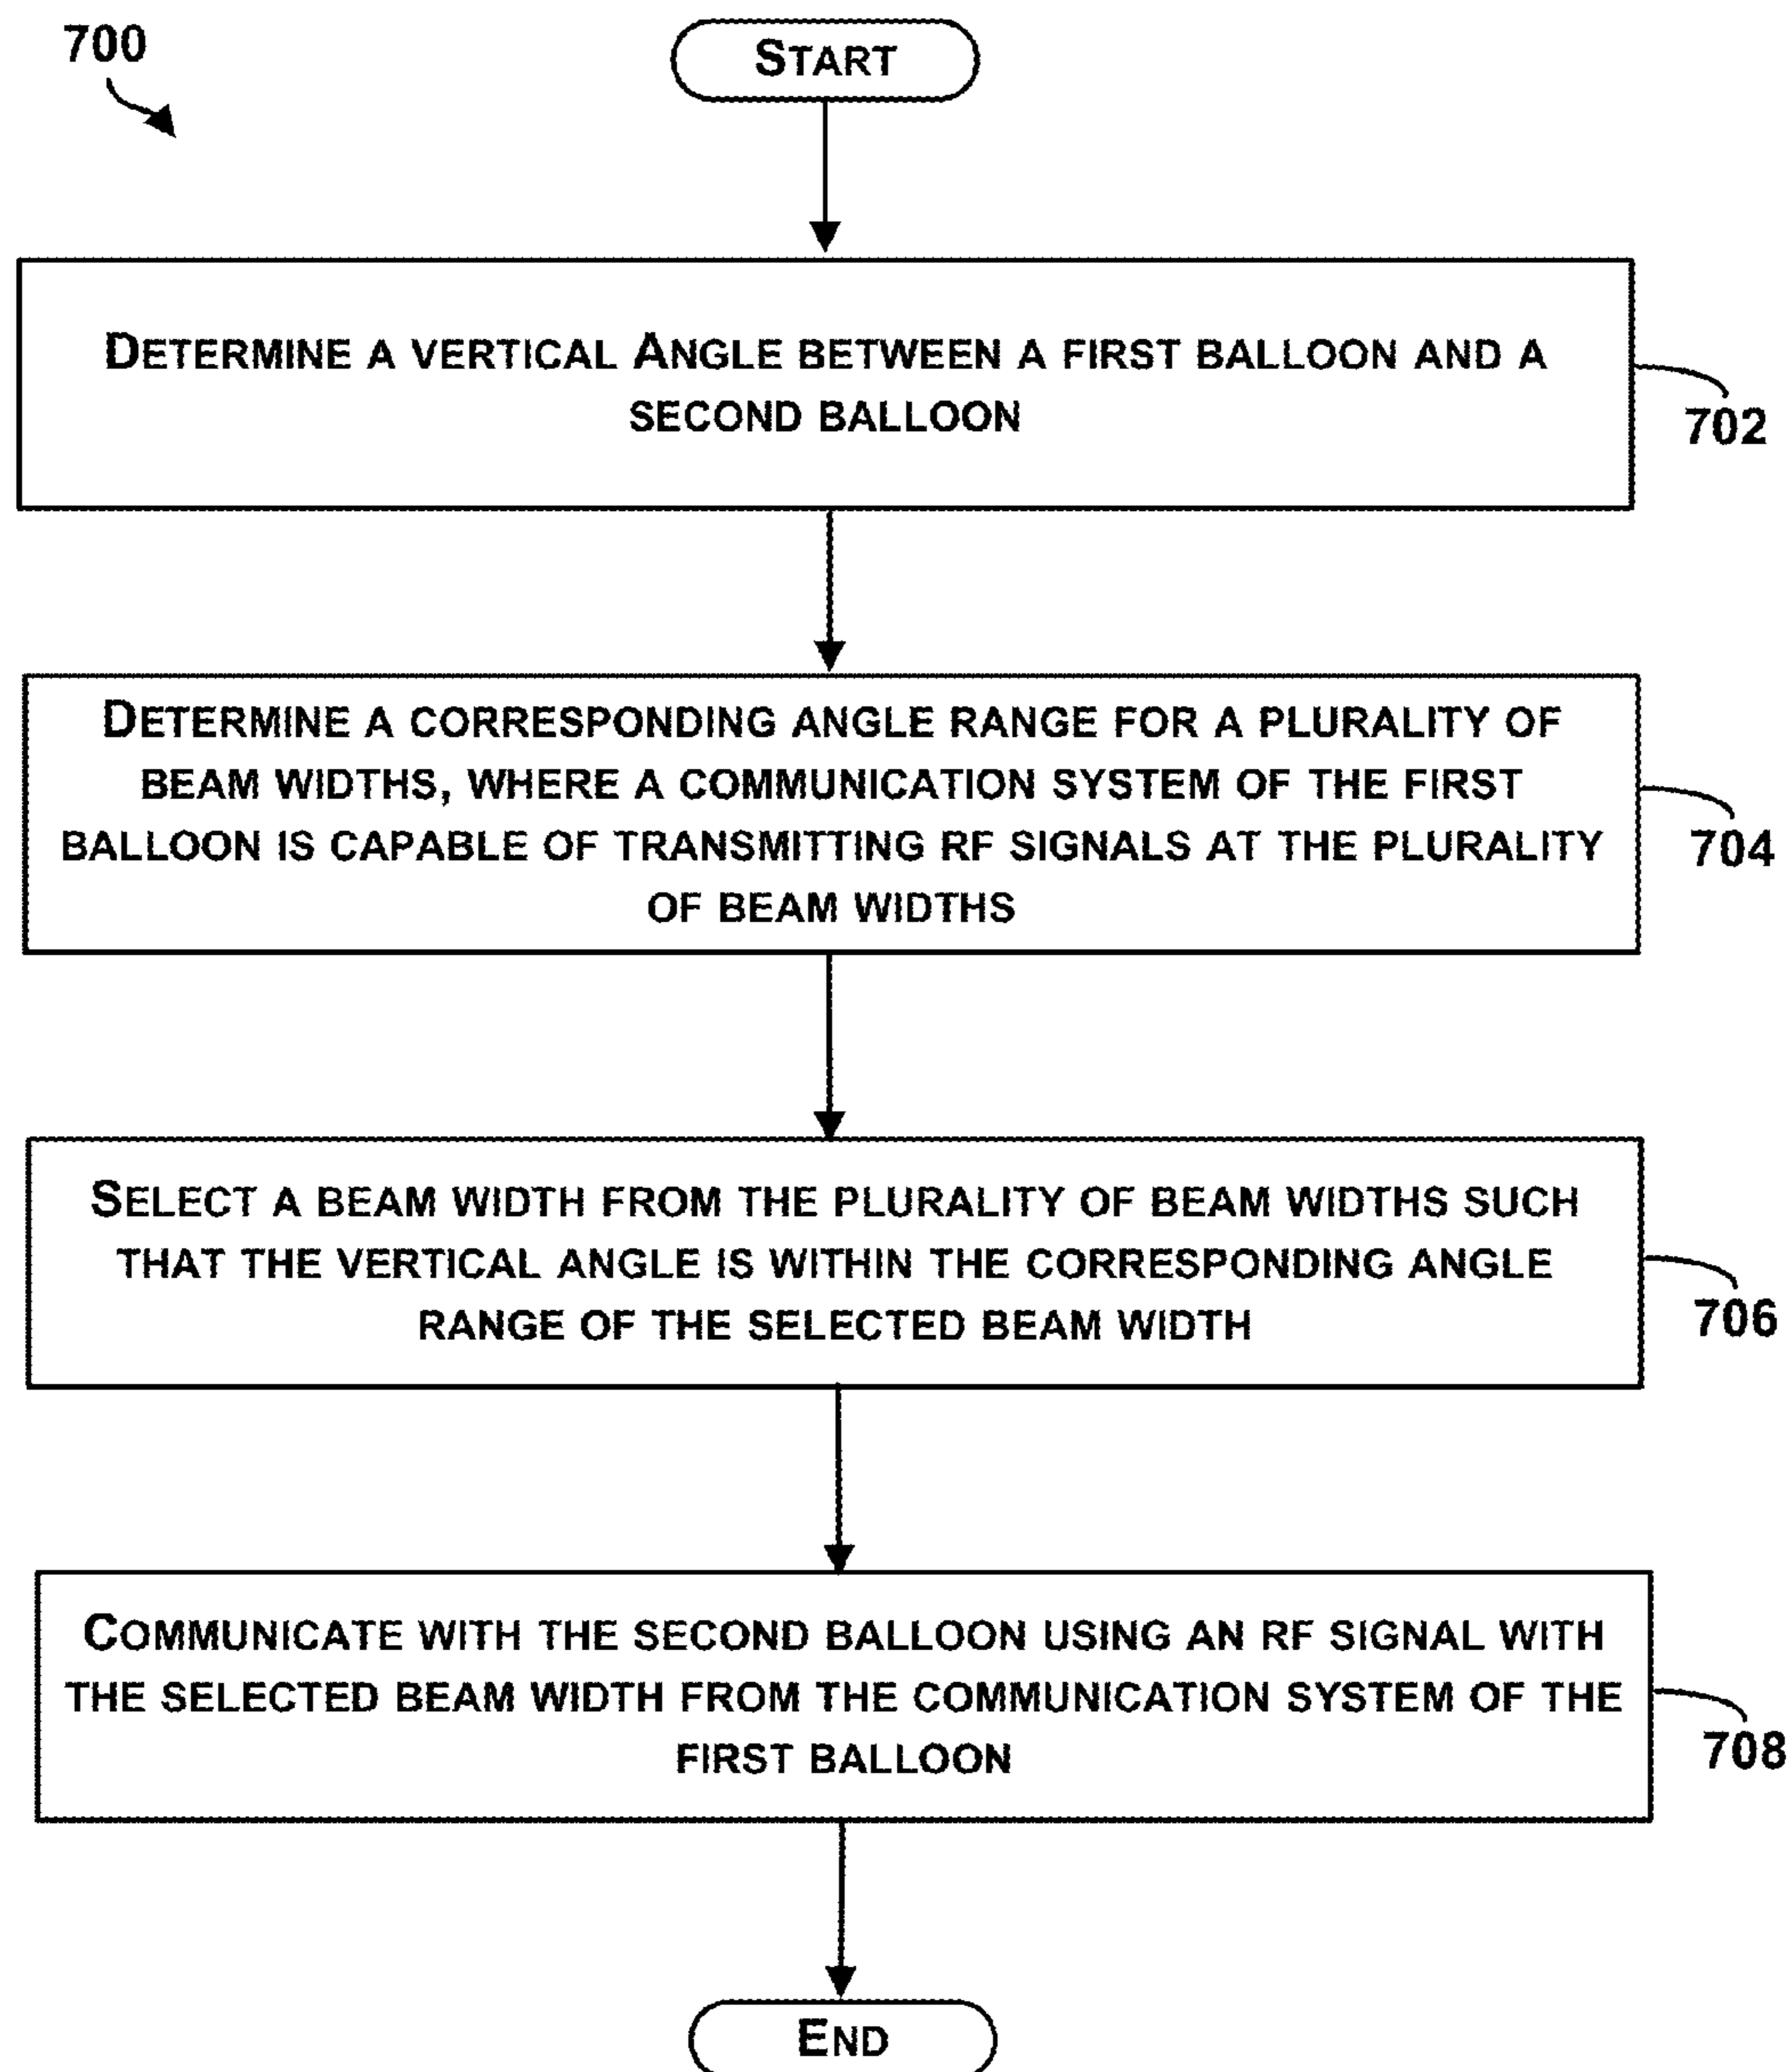 700
START
DETERMINE A VERTICAL ANGLE BETWEEN A FIRST BALLOON AND A
SECOND BALLOON
702
DETERMINE A CORRESPONDING ANGLE RANGE FOR A PLURALITY OF
BEAM WIDTHS, WHERE A COMMUNICATION SYSTEM OF THE FIRST
BALLOON IS CAPABLE OF TRANSMITTING RF SIGNALS AT THE PLURALITY
OF BEAM WIDTHS
704
SELECT A BEAM WIDTH FROM THE PLURALITY OF BEAM WIDTHS SUCH
THAT THE VERTICAL ANGLE IS WITHIN THE CORRESPONDING ANGLE
RANGE OF THE SELECTED BEAM WIDTH
706
COMMUNICATE WITH THE SECOND BALLOON USING AN RF SIGNAL WITH
THE SELECTED BEAM WIDTH FROM THE COMMUNICATION SYSTEM OF THE
FIRST BALLOON
708
END